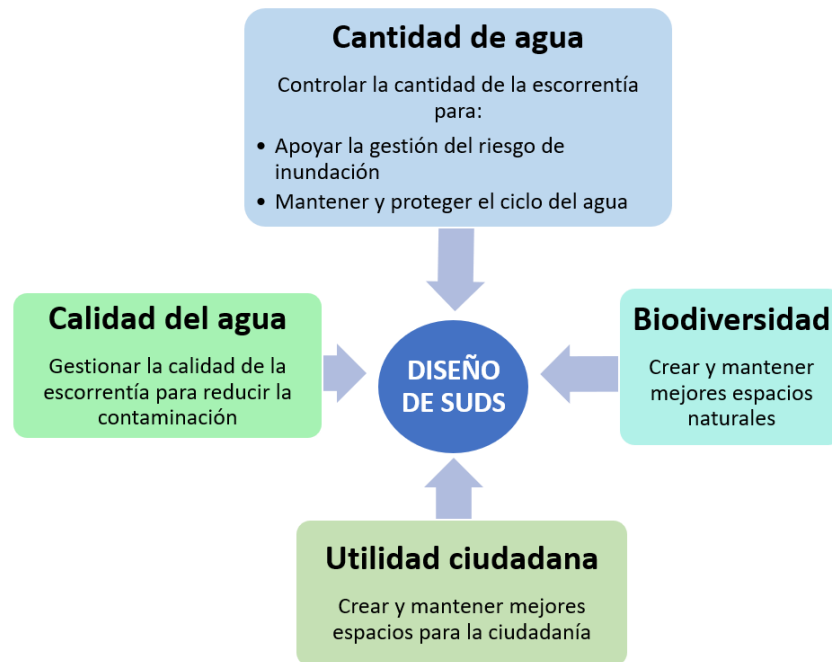 Cantidad de agua
Controlar la cantidad de la escorrentía
para:
• Apoyar la gestión del riesgo de
inundación
• Mantener y proteger el ciclo del agua
Calidad del agua
Gestionar la calidad de la
escorrentía para reducir la
contaminación
DISEÑO
DE SUDS
Biodiversidad
Crear y mantener
mejores espacios
naturales
Utilidad ciudadana
Crear y mantener mejores
espacios para la ciudadanía